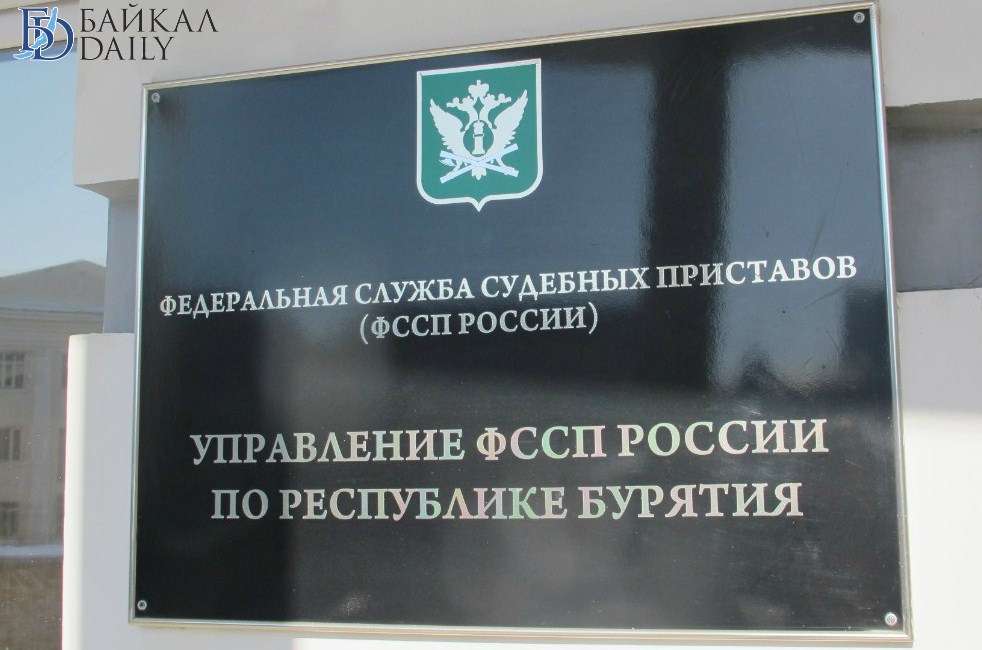 БАЙКАЛ
DAILY
ФЕДЕРАЛЬНАЯ СЛУЖБА СУДЕБНЫХ ПРИСТАВОВ
(ФССП РОССИИ)
УПРАВЛЕНИЕ ФССП РОССИИ
ПО РЕСПУБЛИКЕ БУРЯТИЯ